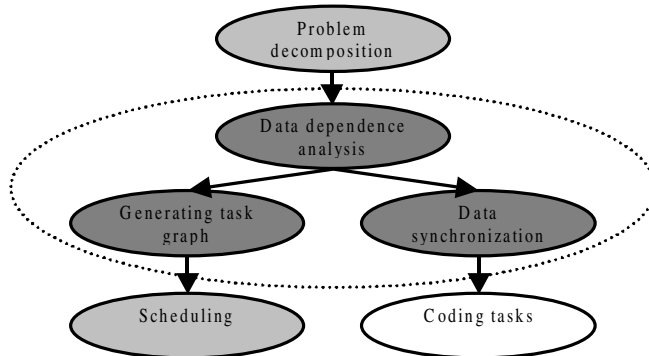 Problem
decomposition
Data dependence
analysis
Generating task
graph
Data
synchronization
Scheduling
Coding tasks